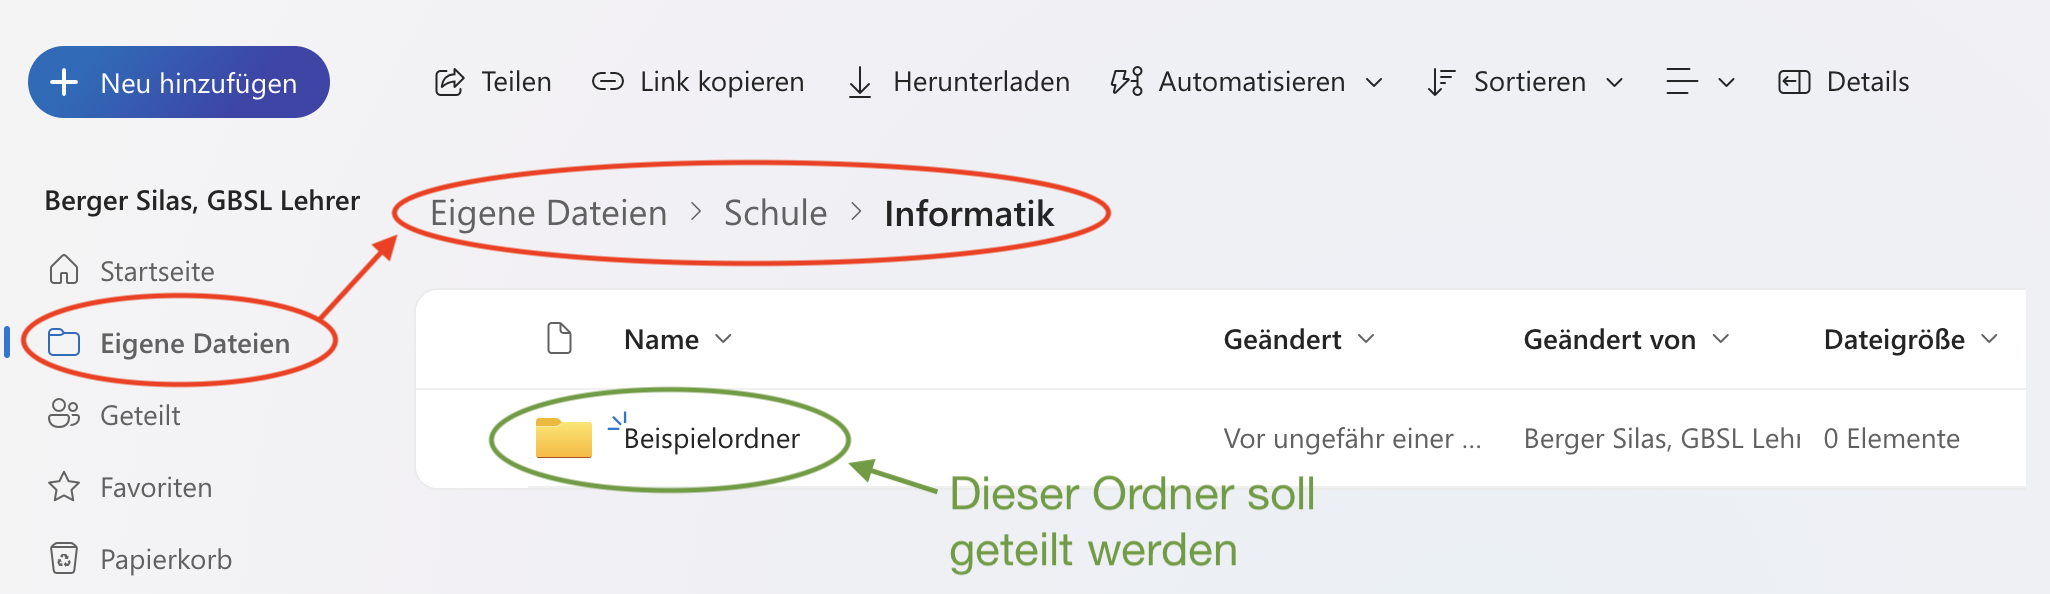 Neu hinzufügen
Teilen Link kopieren Herunterladen Automatisieren Sortieren Details
Berger Silas, GBSL Lehrer
Startseite
Eigene Dateien
Geteilt
Favoriten
Papierkorb
Eigene Dateien > Schule > Informatik
Name Geändert Geändert von Dateigröße
Beispielordner Vor ungefähr einer ... Berger Silas, GBSL Leh 0 Elemente
Dieser Ordner soll
geteilt werden